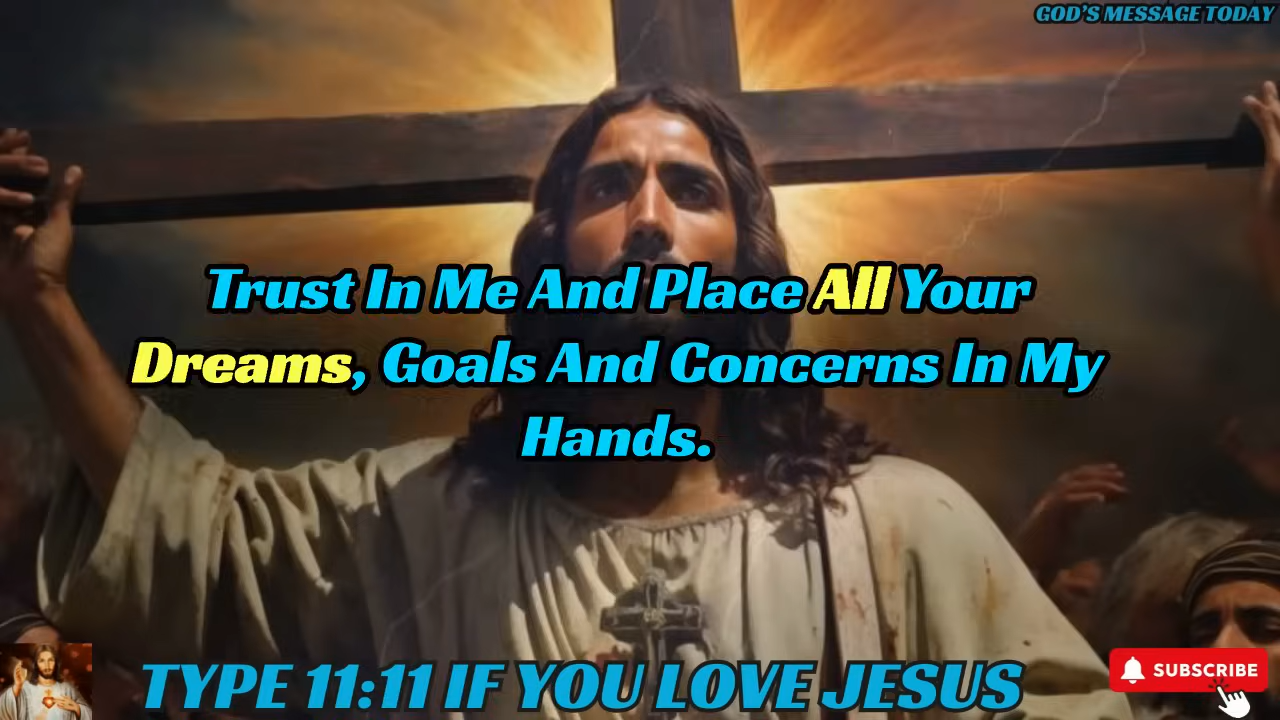 GOD'S MESSAGE TODAY
Trust In Me And Place All Your
Dreams, Goals And Concerns In My
Hands.
TYPE 11:11 IF YOU LOVE JESUS
SUBSCRIBE